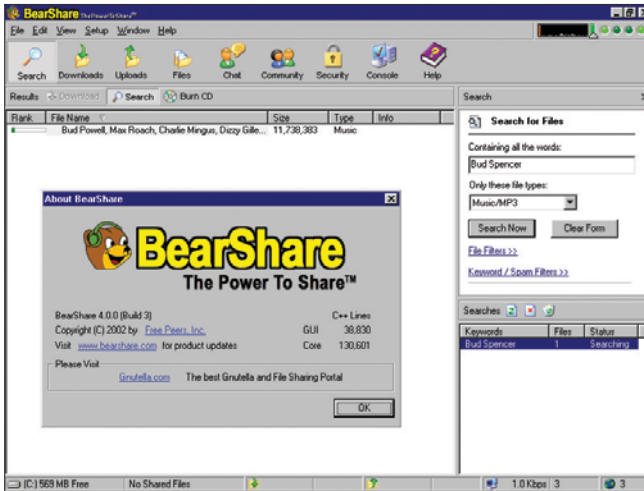 BearShare The Power To Share™
File Edit View Setup Window Help
Search Downloads Uploads Files Chat Community Security Console Help
Results Download Search Burn CD
Rank File Name Size Type Info
Bud Powell, Max Roach, Charlie Mingus, Dizzy Gille... 11,738,383 Music
Search
Search for Files
Containing all the words:
Bud Spencer
Only these file types:
Music/MP3
Search Now Clear Form
File Filters >>
Keyword / Spam Filters >>
Searches
Keywords Files Status
Bud Spencer 1 Searching
About BearShare
BearShare
The Power To Share™
BearShare 4.0.0 (Build 3) C++ Lines
Copyright (C) 2002 by Free Peers, Inc. GUI 38,830
Visit www.bearshare.com for product updates Core 130,601
Please Visit
Gnutella.com The best Gnutella and File Sharing Portal
OK
(C:) 569 MB Free No Shared Files 1.0 Kbps 3 3